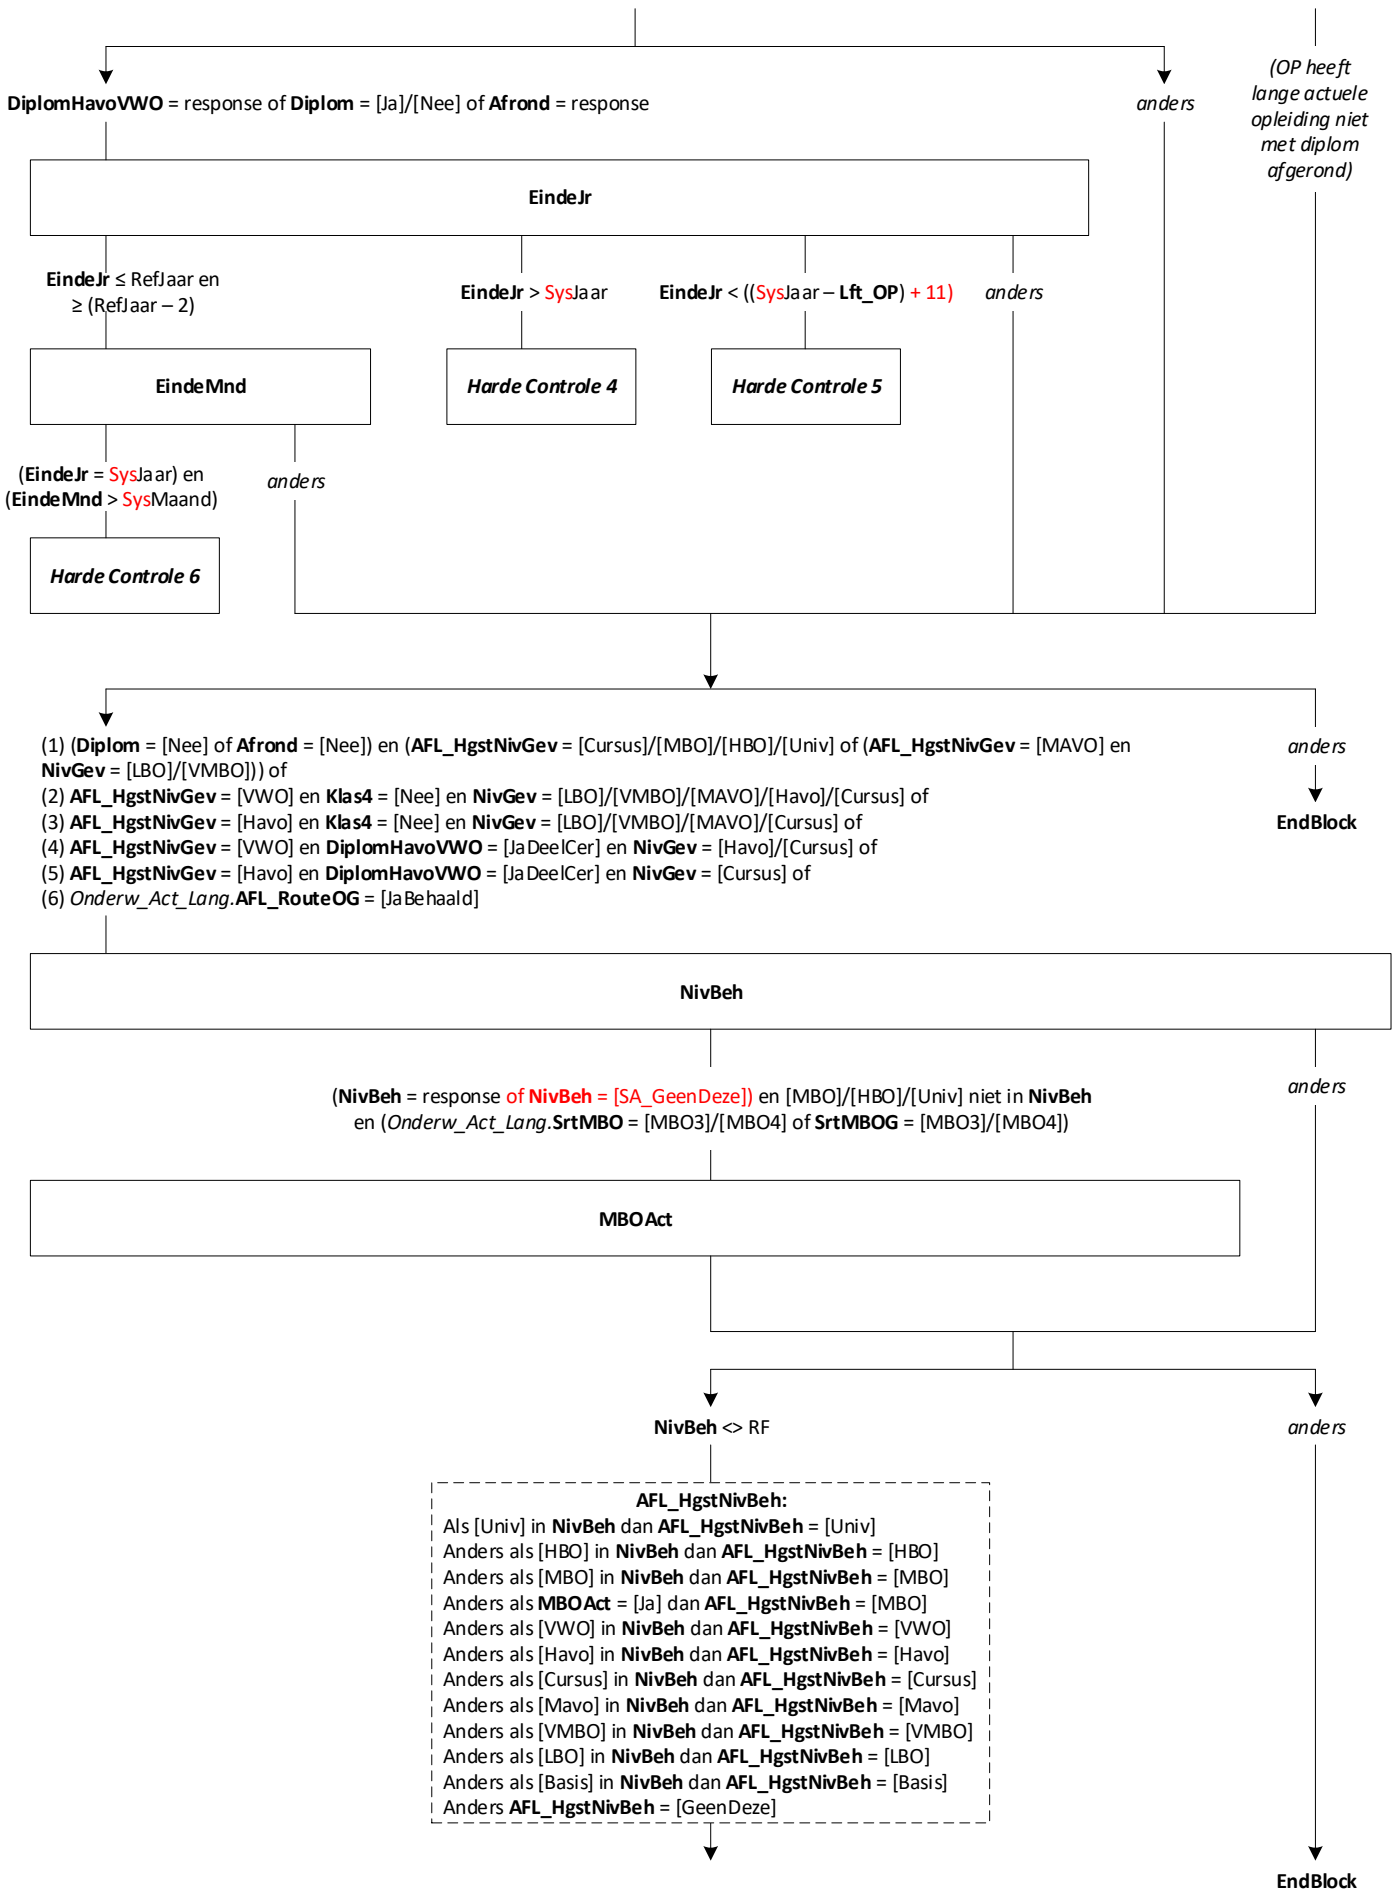 DiplomHavoVWO = response of Diplom = [Ja]/[Nee] of Afrond = response
anders
(OP heeft
lange actuele
opleiding niet
met diplom
afgerond)
EindeJr
EindeJr ≤ RefJaar en
≥ (RefJaar – 2)
EindeJr > SysJaar
EindeJr < ((SysJaar – Lft_OP) + 11)
anders
EindeMnd
Harde Controle 4
Harde Controle 5
(EindeJr = SysJaar) en
(EindeMnd > SysMaand)
anders
Harde Controle 6
(1) (Diplom = [Nee] of Afrond = [Nee]) en (AFL_HgstNivGev = [Cursus]/[MBO]/[HBO]/[Univ] of (AFL_HgstNivGev = [MAVO] en
NivGev = [LBO]/[VMBO])) of
(2) AFL_HgstNivGev = [VWO] en Klas4 = [Nee] en NivGev = [LBO]/[VMBO]/[MAVO]/[Havo]/[Cursus] of
(3) AFL_HgstNivGev = [Havo] en Klas4 = [Nee] en NivGev = [LBO]/[VMBO]/[MAVO]/[Cursus] of
(4) AFL_HgstNivGev = [VWO] en DiplomHavoVWO = [JaDeelCer] en NivGev = [Havo]/[Cursus] of
(5) AFL_HgstNivGev = [Havo] en DiplomHavoVWO = [JaDeelCer] en NivGev = [Cursus] of
(6) Onderw_Act_Lang.AFL_RouteOG = [JaBehaald]
anders
EndBlock
NivBeh
(NivBeh = response of NivBeh = [SA_GeenDeze]) en [MBO]/[HBO]/[Univ] niet in NivBeh
en (Onderw_Act_Lang.SrtMBO = [MBO3]/[MBO4] of SrtMBOG = [MBO3]/[MBO4])
anders
MBOAct
NivBeh <> RF
anders
AFL_HgstNivBeh:
Als [Univ] in NivBeh dan AFL_HgstNivBeh = [Univ]
Anders als [HBO] in NivBeh dan AFL_HgstNivBeh = [HBO]
Anders als [MBO] in NivBeh dan AFL_HgstNivBeh = [MBO]
Anders als MBOAct = [Ja] dan AFL_HgstNivBeh = [MBO]
Anders als [VWO] in NivBeh dan AFL_HgstNivBeh = [VWO]
Anders als [Havo] in NivBeh dan AFL_HgstNivBeh = [Havo]
Anders als [Cursus] in NivBeh dan AFL_HgstNivBeh = [Cursus]
Anders als [Mavo] in NivBeh dan AFL_HgstNivBeh = [Mavo]
Anders als [VMBO] in NivBeh dan AFL_HgstNivBeh = [VMBO]
Anders als [LBO] in NivBeh dan AFL_HgstNivBeh = [LBO]
Anders als [Basis] in NivBeh dan AFL_HgstNivBeh = [Basis]
Anders AFL_HgstNivBeh = [GeenDeze]
EndBlock